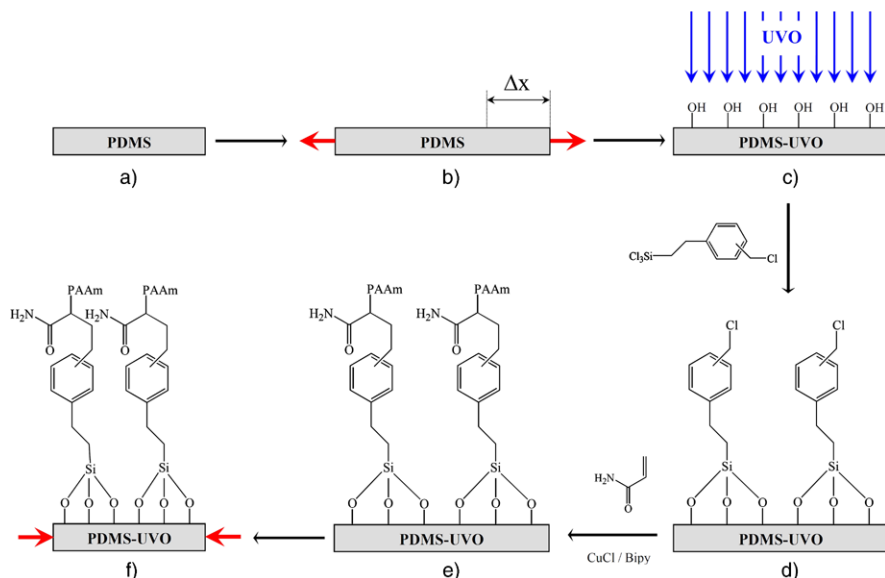 Δx
UVO
OH OH OH OH OH OH
PDMS
PDMS
PDMS-UVO
a)
b)
c)
Cl₃Si
Cl
PAAm PAAm
PAAm
PAAm
H₂N
H₂N
H₂N
H₂N
O
O
O
O
Cl
Cl
Si
Si
Si
Si
Si
Si
H₂N
O
O O O O O O
O O O O O O
O O O O O O
PDMS-UVO
PDMS-UVO
CuCl / Bipy
PDMS-UVO
f)
e)
d)